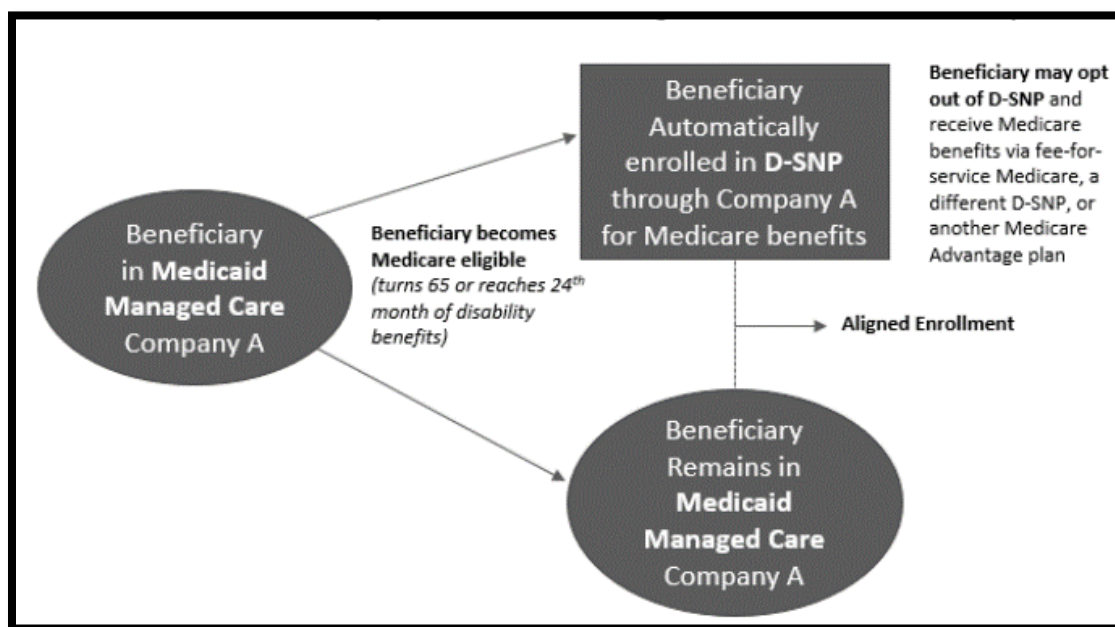 Beneficiary
in Medicaid
Managed Care
Company A
Beneficiary becomes
Medicare eligible
(turns 65 or reaches 24th
month of disability
benefits)
Beneficiary
Automatically
enrolled in D-SNP
through Company A
for Medicare benefits
Beneficiary may opt
out of D-SNP and
receive Medicare
benefits via fee-for-
service Medicare, a
different D-SNP, or
another Medicare
Advantage plan
Aligned Enrollment
Beneficiary
Remains in
Medicaid
Managed Care
Company A